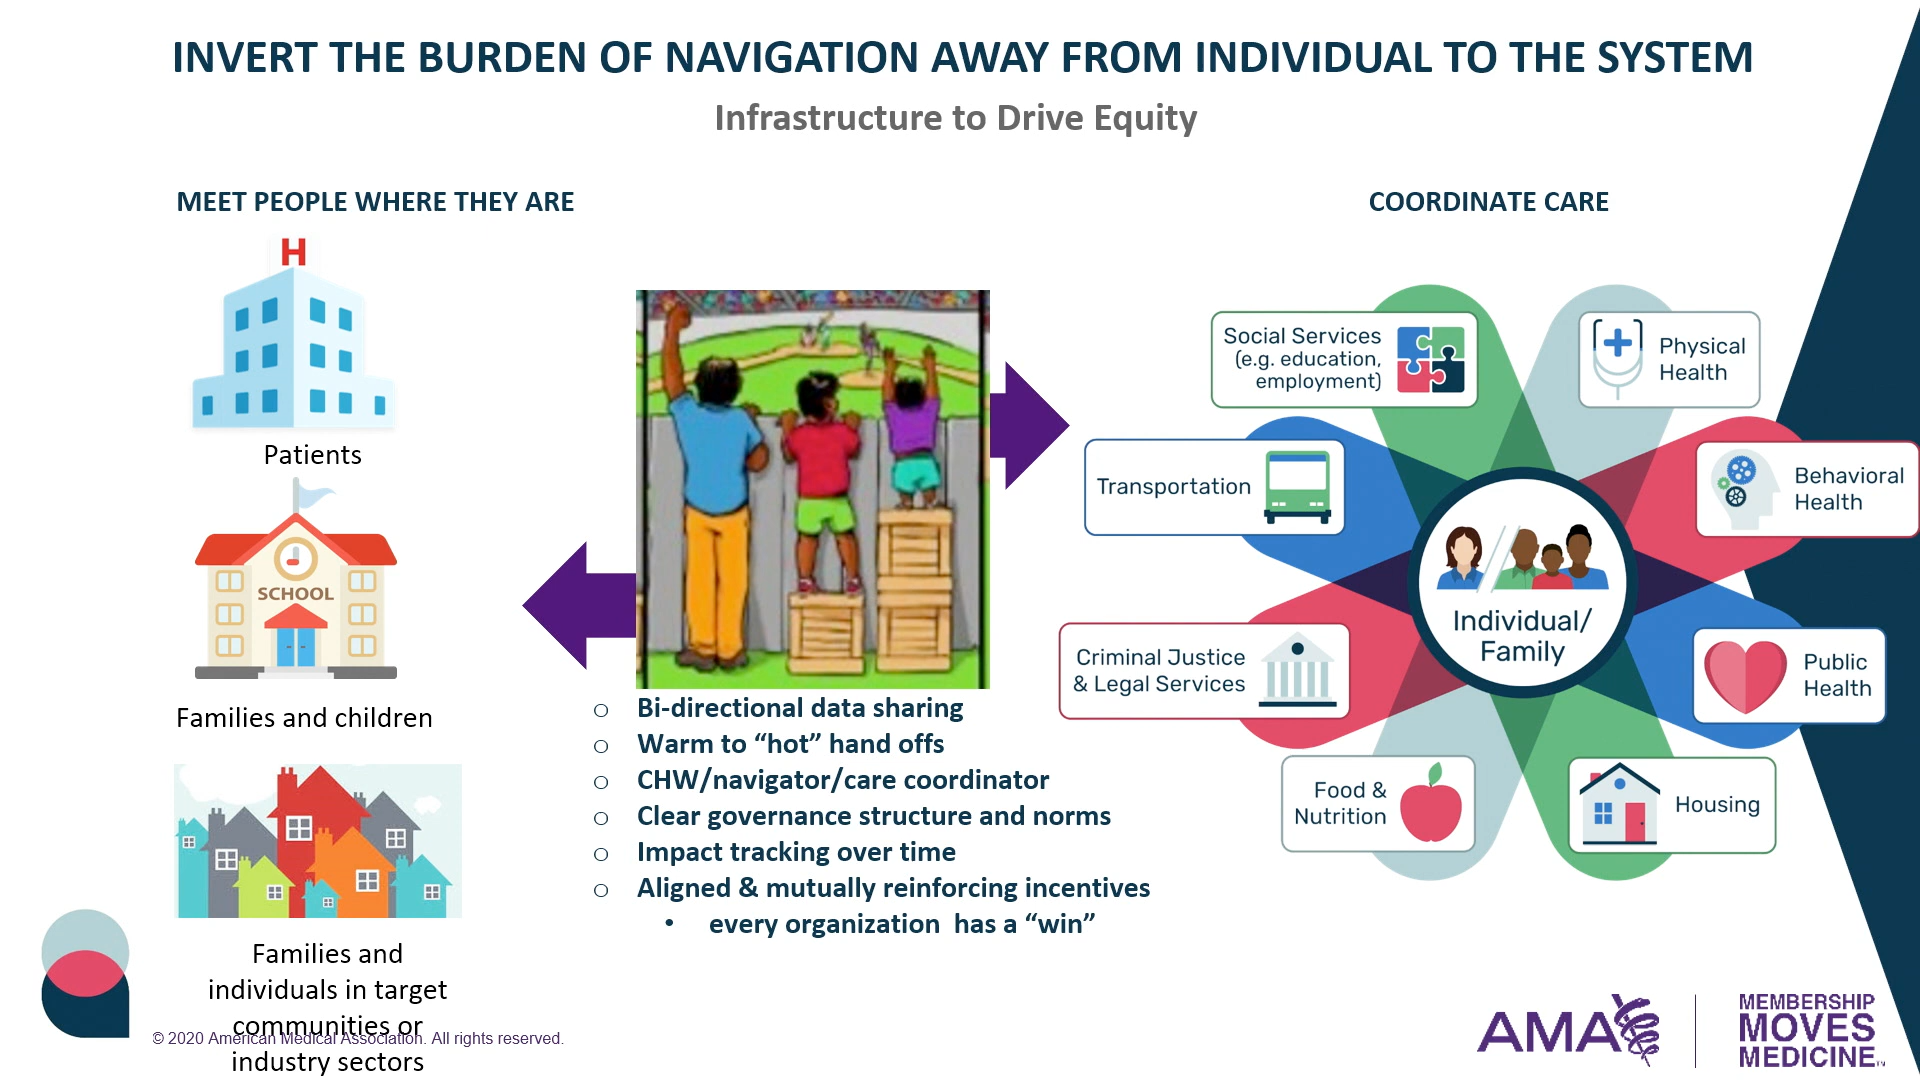 INVERT THE BURDEN OF NAVIGATION AWAY FROM INDIVIDUAL TO THE SYSTEM
Infrastructure to Drive Equity
MEET PEOPLE WHERE THEY ARE
H
Patients
SCHOOL
Families and children
Families and
individuals in target
communities or
industry sectors
o Bi-directional data sharing
o Warm to “hot” hand offs
o CHW/navigator/care coordinator
o Clear governance structure and norms
o Impact tracking over time
o Aligned & mutually reinforcing incentives
• every organization  has a “win”
COORDINATE CARE
Social Services
(e.g. education,
employment)
Physical
Health
Transportation
Behavioral
Health
Individual/
Family
Criminal Justice
& Legal Services
Public
Health
Food &
Nutrition
Housing
© 2020 American Medical Association. All rights reserved.
AMA
MEMBERSHIP
MOVES
MEDICINE™